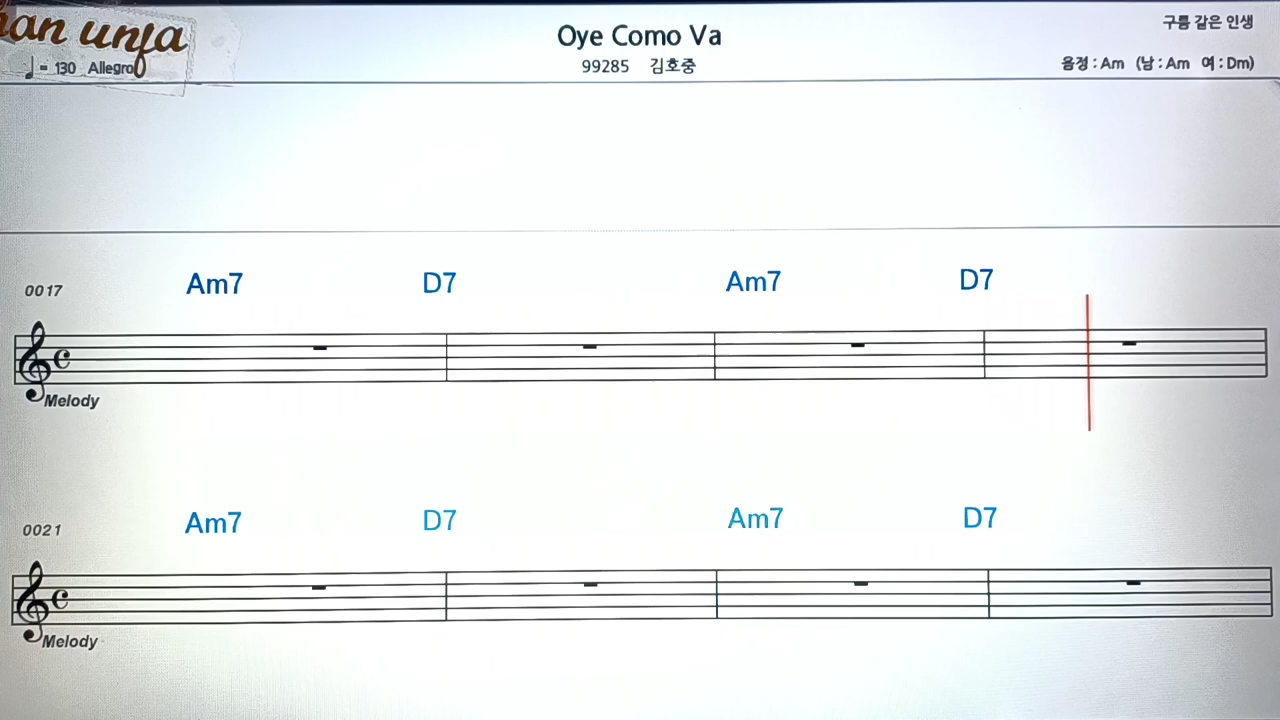 unja
Oye Como Va
구름 같은 인생
♩ = 130 Allegro
99285 김호중
음정 : Am (남 : Am 여 : Dm)
0017 Am7 D7 Am7 D7
Melody
0021 Am7 D7 Am7 D7
Melody